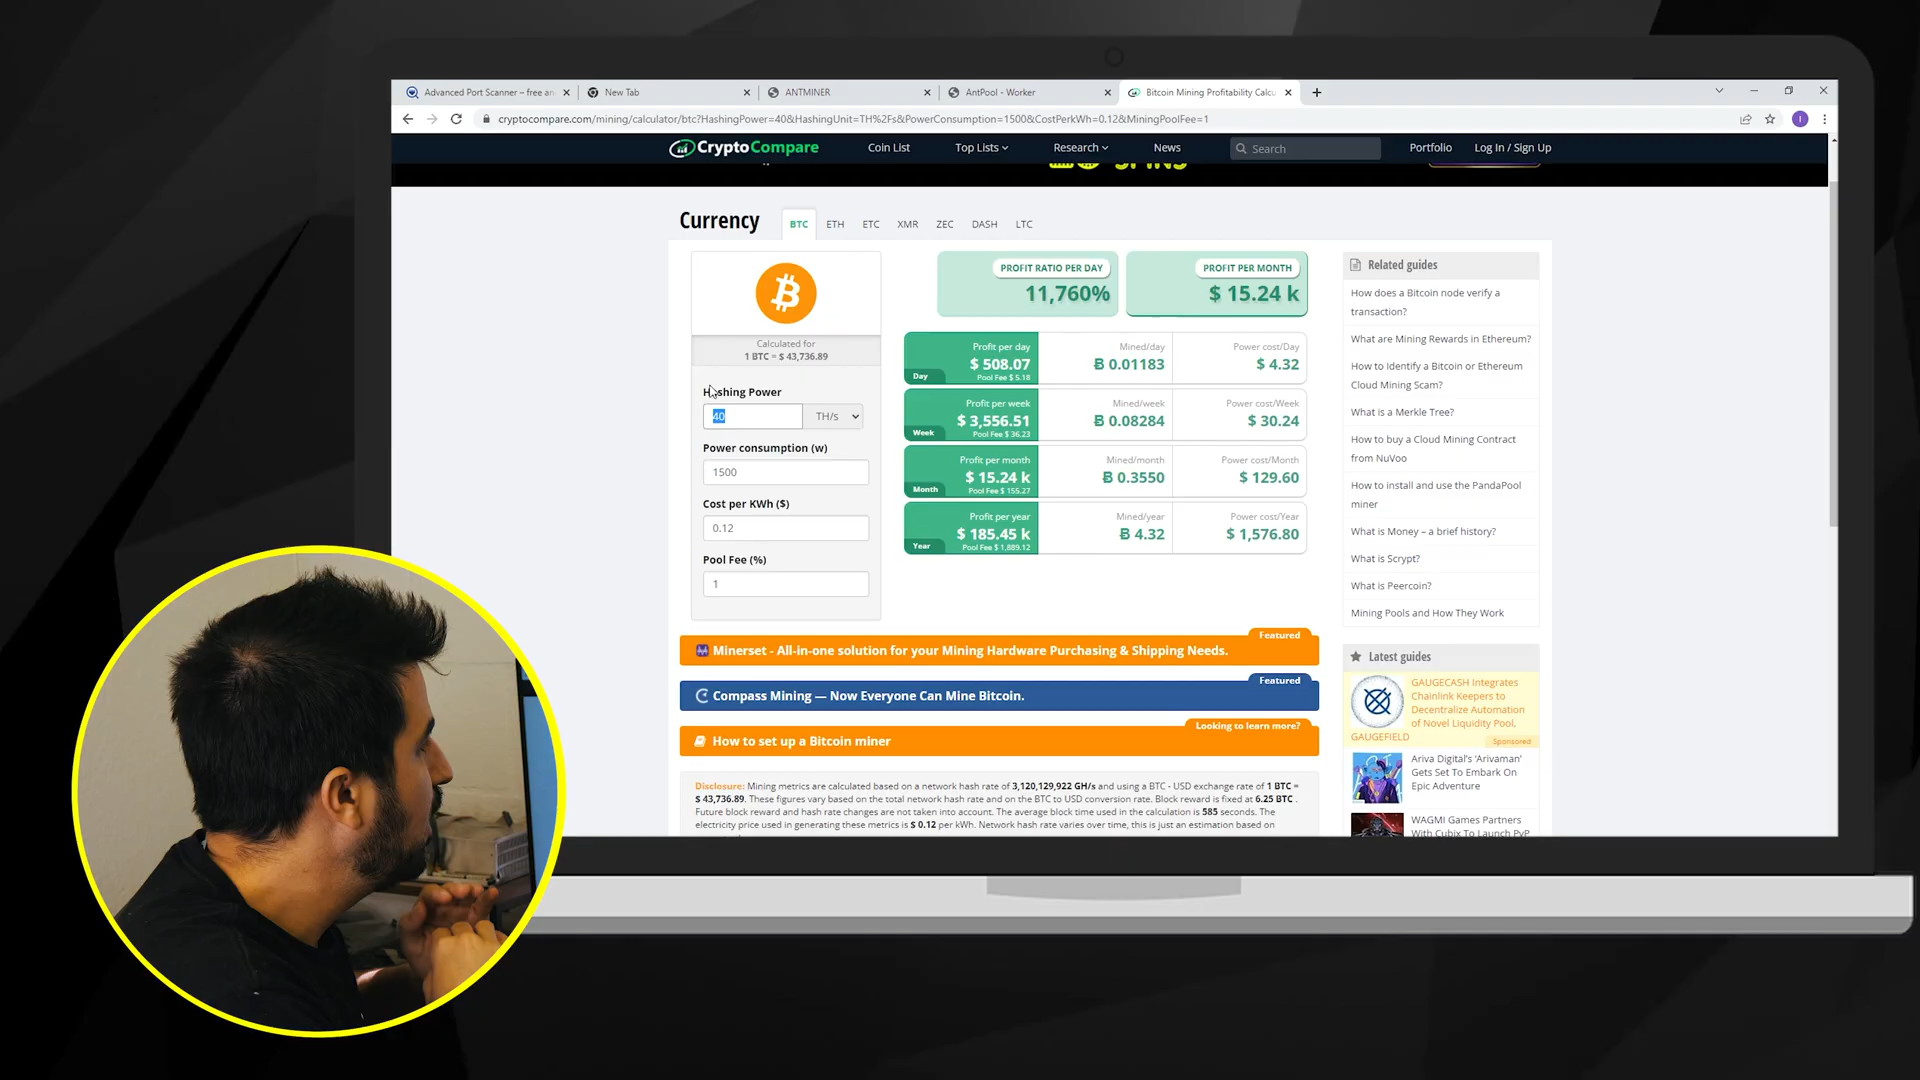 Advanced Port Scanner – free an
New Tab
ANTMINER
AntPool - Worker
Bitcoin Mining Profitability Calcu
cryptocompare.com/mining/calculator/btc?HashingPower=40&HashingUnit=TH%2Fs&PowerConsumption=1500&CostPerkWh=0.12&MiningPoolFee=1
CryptoCompare
Coin List
Top Lists
Research
News
Search
Portfolio
Log In / Sign Up
Currency
BTC
ETH
ETC
XMR
ZEC
DASH
LTC
Calculated for
1 BTC = $ 43,736.89
Hashing Power
40
TH/s
Power consumption (w)
1500
Cost per KWh ($)
0.12
Pool Fee (%)
1
PROFIT RATIO PER DAY
11,760%
PROFIT PER MONTH
$ 15.24 k
Profit per day
$ 508.07
Pool Fee $ 5.18
Day
Mined/day
Ƀ 0.01183
Power cost/Day
$ 4.32
Profit per week
$ 3,556.51
Pool Fee $ 36.23
Week
Mined/week
Ƀ 0.08284
Power cost/Week
$ 30.24
Profit per month
$ 15.24 k
Pool Fee $ 155.27
Month
Mined/month
Ƀ 0.3550
Power cost/Month
$ 129.60
Profit per year
$ 185.45 k
Pool Fee $ 1,889.12
Year
Mined/year
Ƀ 4.32
Power cost/Year
$ 1,576.80
Featured
Minerset - All-in-one solution for your Mining Hardware Purchasing & Shipping Needs.
Featured
Compass Mining — Now Everyone Can Mine Bitcoin.
Looking to learn more?
How to set up a Bitcoin miner
Disclosure: Mining metrics are calculated based on a network hash rate of 3,120,129,922 GH/s and using a BTC - USD exchange rate of 1 BTC =
$ 43,736.89. These figures vary based on the total network hash rate and on the BTC to USD conversion rate. Block reward is fixed at 6.25 BTC .
Future block reward and hash rate changes are not taken into account. The average block time used in the calculation is 585 seconds. The
electricity price used in generating these metrics is $ 0.12 per kWh. Network hash rate varies over time, this is just an estimation based on
Related guides
How does a Bitcoin node verify a
transaction?
What are Mining Rewards in Ethereum?
How to Identify a Bitcoin or Ethereum
Cloud Mining Scam?
What is a Merkle Tree?
How to buy a Cloud Mining Contract
from NuVoo
How to install and use the PandaPool
miner
What is Money – a brief history?
What is Scrypt?
What is Peercoin?
Mining Pools and How They Work
Latest guides
GAUGECASH Integrates
Chainlink Keepers to
Decentralize Automation
of Novel Liquidity Pool,
GAUGEFIELD
Sponsored
Ariva Digital's 'Arivaman'
Gets Set To Embark On
Epic Adventure
WAGMI Games Partners
With Cubix To Launch PvP